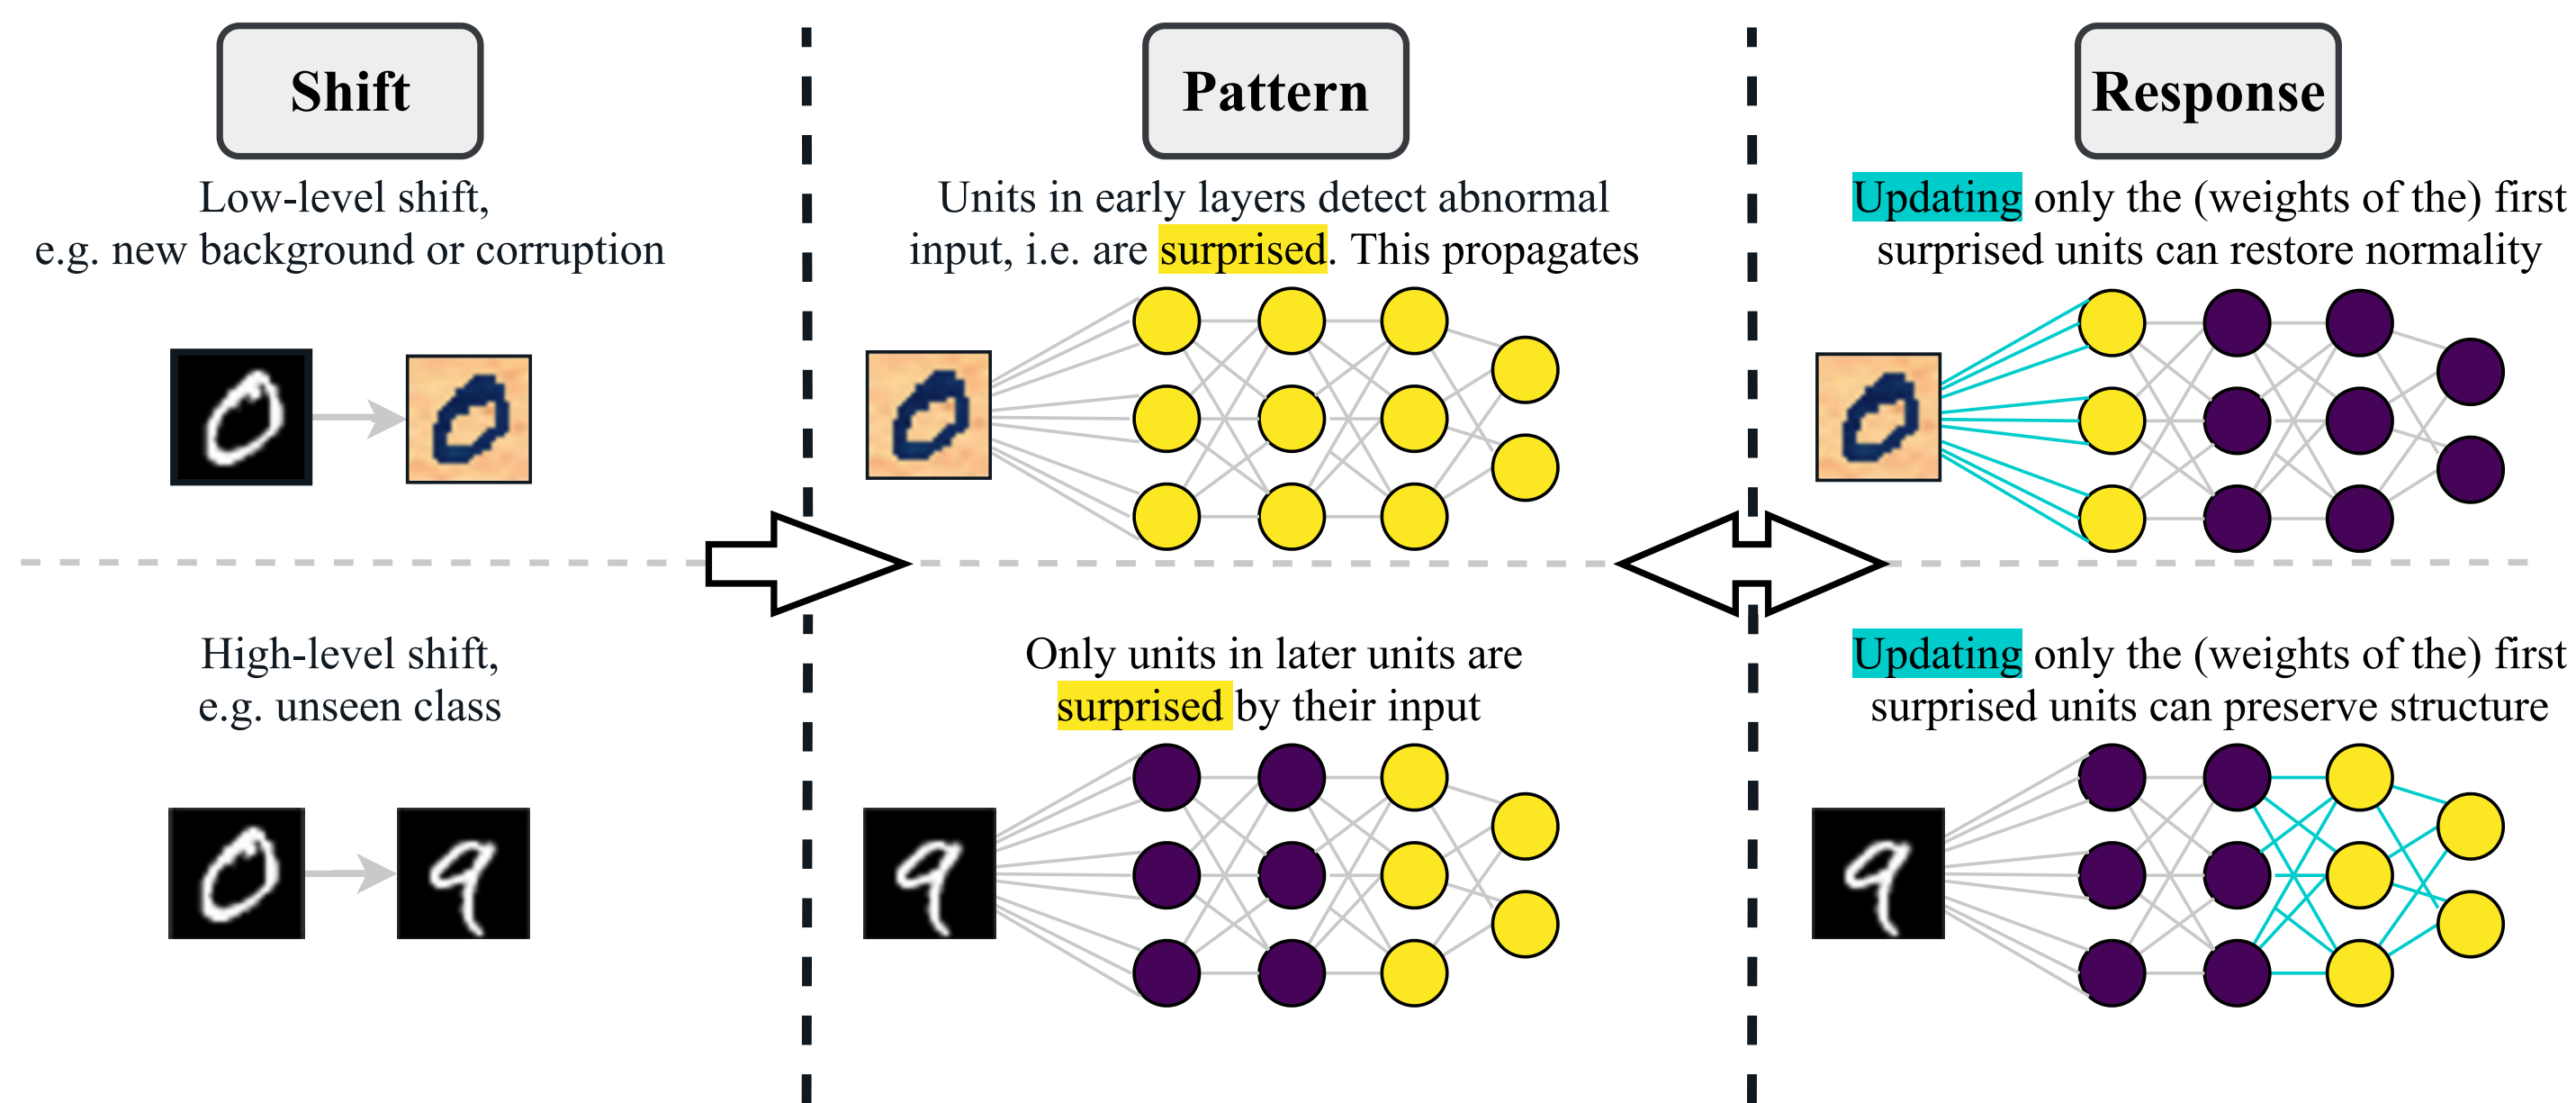 Shift
Pattern
Response
Low-level shift,
e.g. new background or corruption
Units in early layers detect abnormal
input, i.e. are surprised. This propagates
Updating only the (weights of the) first
surprised units can restore normality
High-level shift,
e.g. unseen class
Only units in later units are
surprised by their input
Updating only the (weights of the) first
surprised units can preserve structure